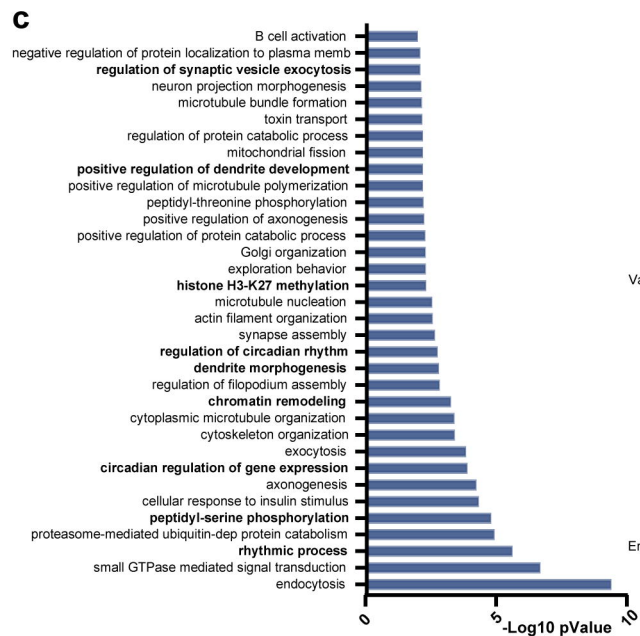 c
B cell activation
negative regulation of protein localization to plasma memb
regulation of synaptic vesicle exocytosis
neuron projection morphogenesis
microtubule bundle formation
toxin transport
regulation of protein catabolic process
mitochondrial fission
positive regulation of dendrite development
positive regulation of microtubule polymerization
peptidyl-threonine phosphorylation
positive regulation of axonogenesis
positive regulation of protein catabolic process
Golgi organization
exploration behavior
histone H3-K27 methylation
microtubule nucleation
actin filament organization
synapse assembly
regulation of circadian rhythm
dendrite morphogenesis
regulation of filopodium assembly
chromatin remodeling
cytoplasmic microtubule organization
cytoskeleton organization
exocytosis
circadian regulation of gene expression
axonogenesis
cellular response to insulin stimulus
peptidyl-serine phosphorylation
proteasome-mediated ubiquitin-dep protein catabolism
rhythmic process
small GTPase mediated signal transduction
endocytosis
0 5 10
-Log10 pValue